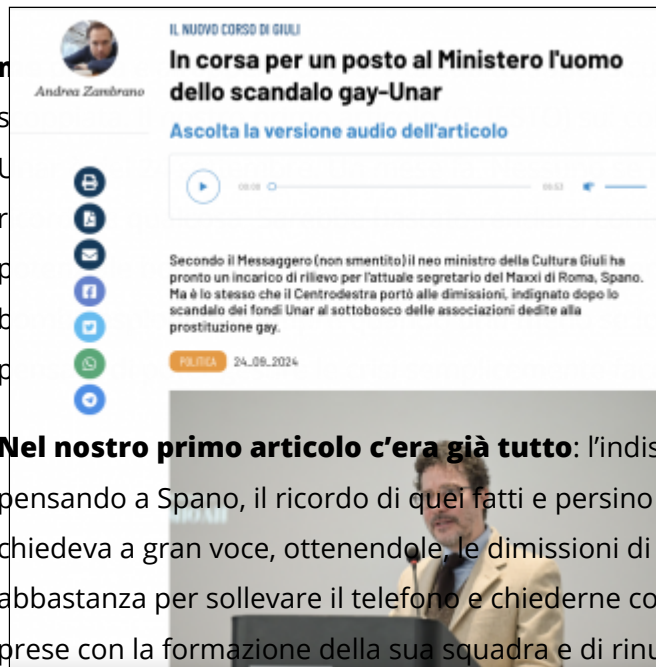 IL NUOVO CORSO DI GIULI
In corsa per un posto al Ministero l'uomo
dello scandalo gay-Unar
Andrea Zambrano
Ascolta la versione audio dell'articolo
00:00
Secondo il Messaggero (non smentito) il neo ministro della Cultura Giuli ha
pronto un incarico di rilievo per l'attuale segretario del Maxxi di Roma, Spano.
Ma è lo stesso che il Centrodestra portò alle dimissioni, indignato dopo lo
scandalo dei fondi Unar al sottobosco delle associazioni dedite alla
prostituzione gay.
POLITICA 24_09_2024
Nel nostro primo articolo c'era già tutto: l'indis
pensando a Spano, il ricordo di quei fatti e persino
chiedeva a gran voce, ottenendole, le dimissioni di
abbastanza per sollevare il telefono e chiederne co
prese con la formazione della sua squadra e di rinu